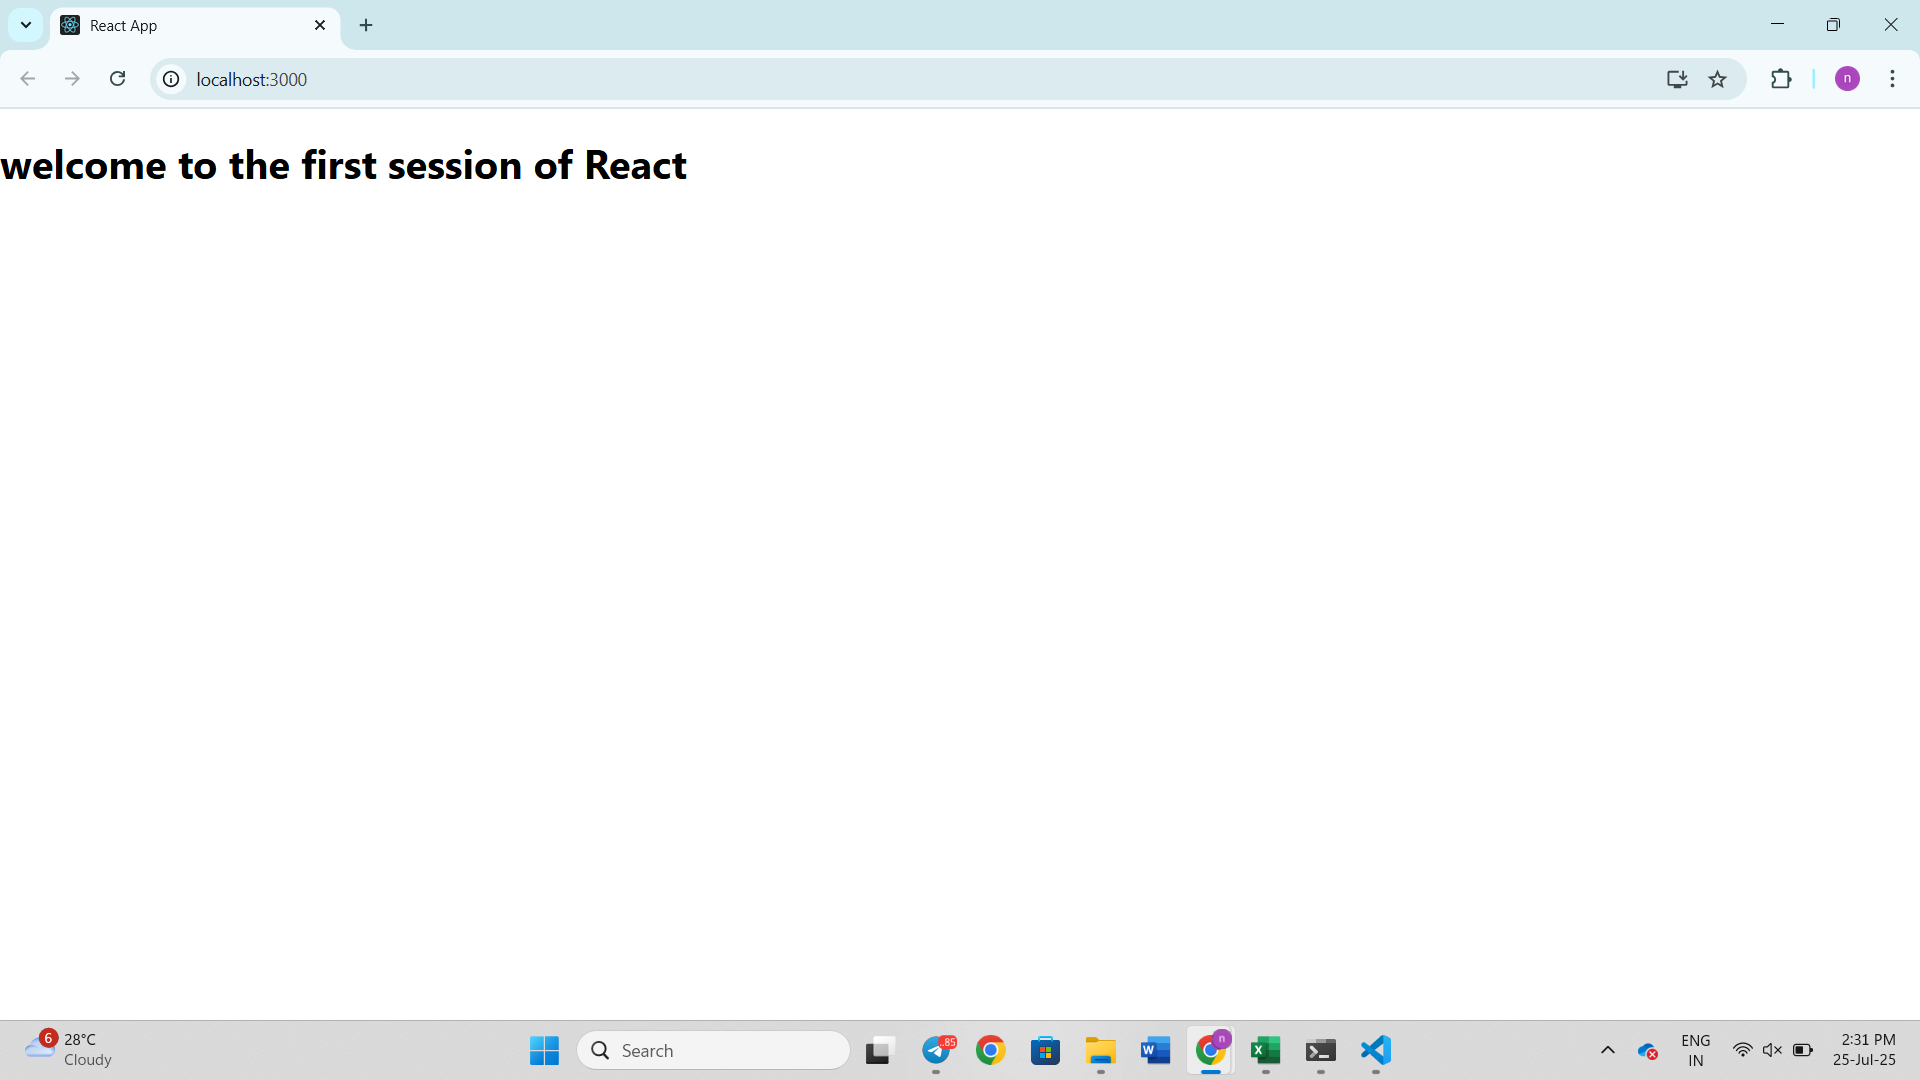 React App
localhost:3000
n
welcome to the first session of React
6
28°C
Cloudy
Search
..85
W
n
X
ENG
IN
2:31 PM
25-Jul-25